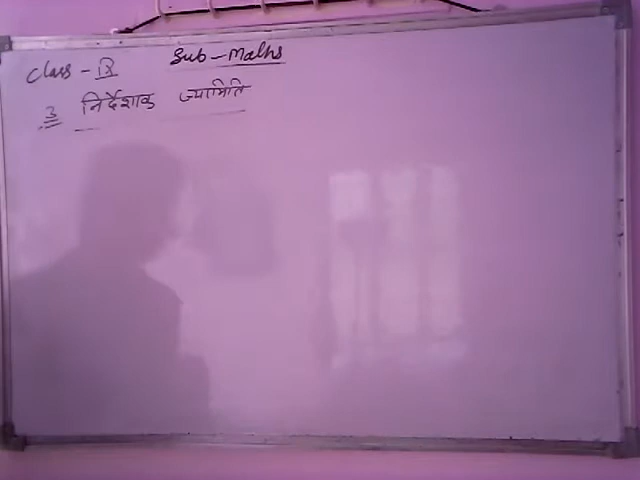 Class - IX Sub - Maths
3 निर्देशांक ज्यामिति